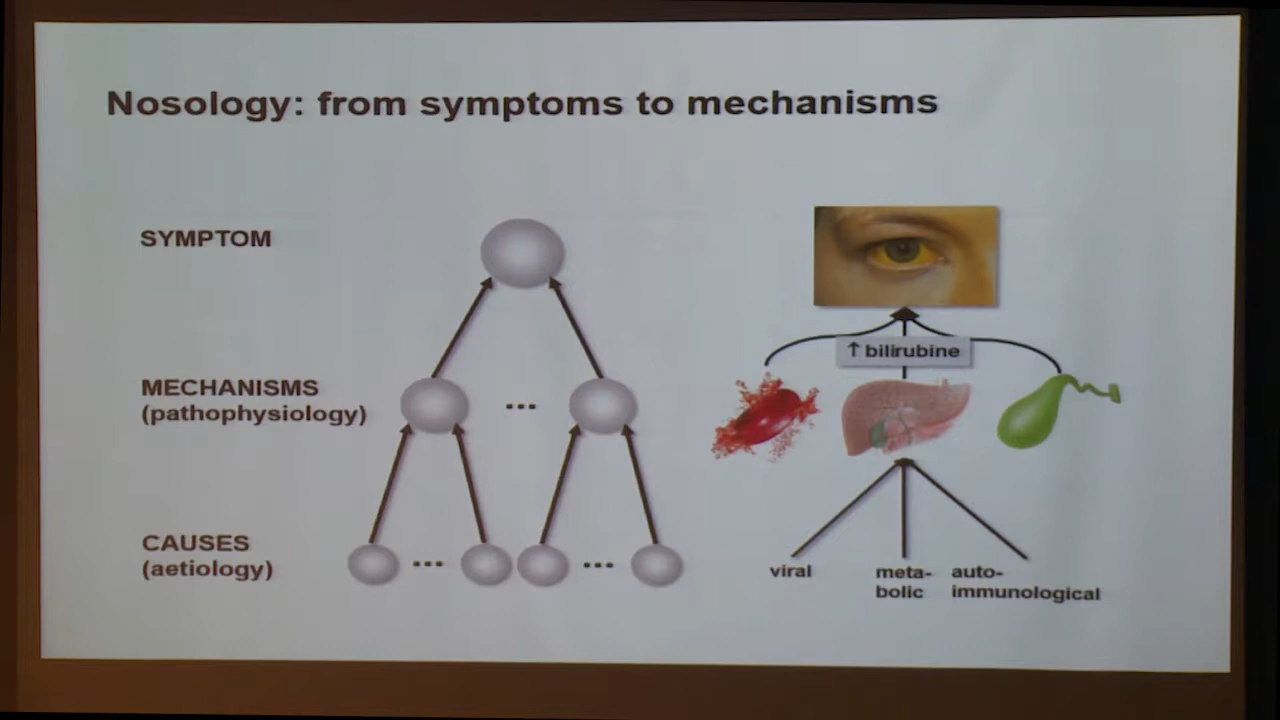 Nosology: from symptoms to mechanisms
SYMPTOM
↑ bilirubine
MECHANISMS
(pathophysiology)
...
CAUSES
(aetiology)
...
...
viral
meta-
bolic
auto-
immunological